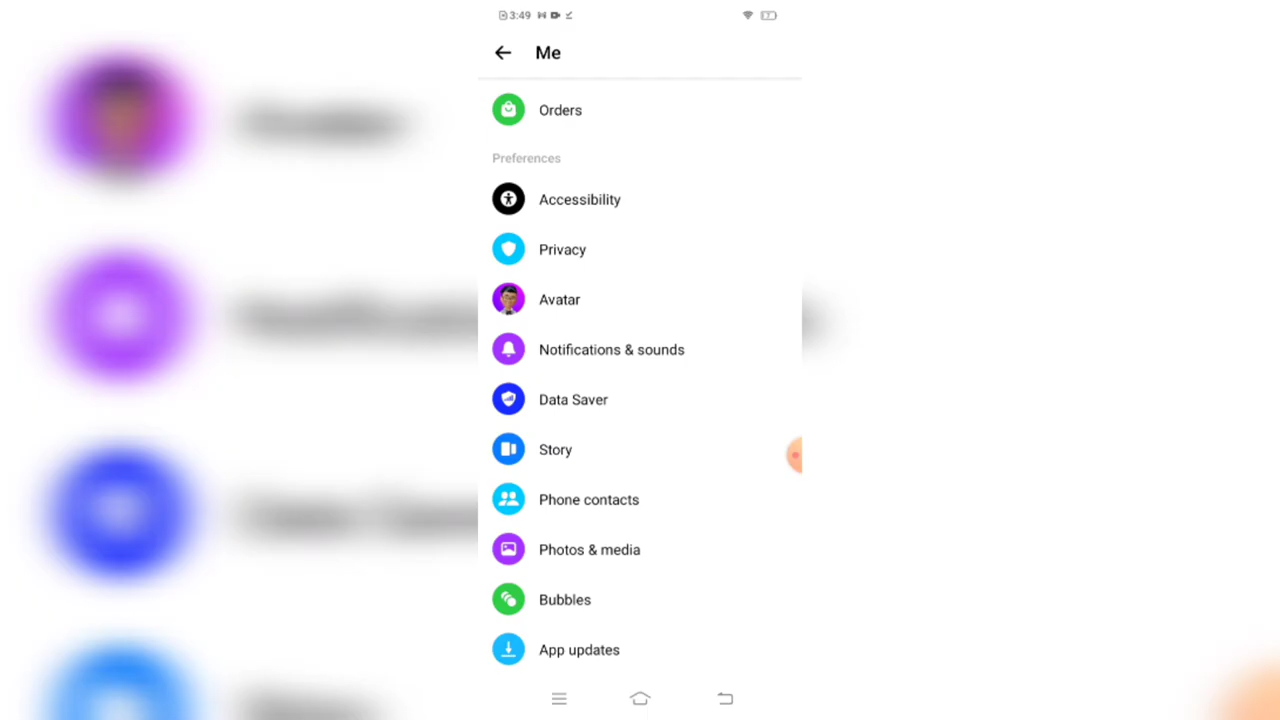 3:49
7
Me
Orders
Preferences
Accessibility
Privacy
Avatar
Notifications & sounds
Data Saver
Story
Phone contacts
Photos & media
Bubbles
App updates